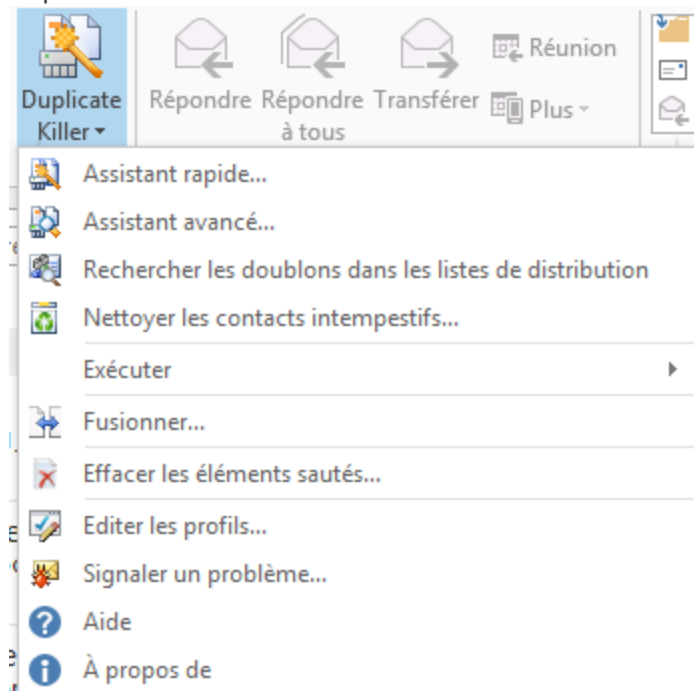 Duplicate
Killer
Répondre
Répondre
à tous
Transférer
Réunion
Plus
Assistant rapide...
Assistant avancé...
Rechercher les doublons dans les listes de distribution
Nettoyer les contacts intempestifs...
Exécuter
Fusionner...
Effacer les éléments sautés...
Editer les profils...
Signaler un problème...
Aide
À propos de